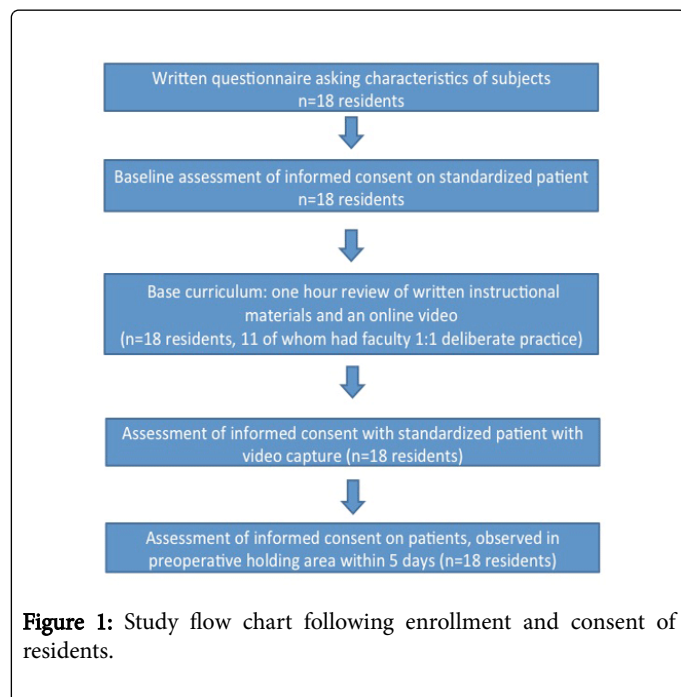 Written questionnaire asking characteristics of subjects
n=18 residents
Baseline assessment of informed consent on standardized patient
n=18 residents
Base curriculum: one hour review of written instructional
materials and an online video
(n=18 residents, 11 of whom had faculty 1:1 deliberate practice)
Assessment of informed consent with standardized patient with
video capture (n=18 residents)
Assessment of informed consent on patients, observed in
preoperative holding area within 5 days (n=18 residents)
Figure 1: Study flow chart following enrollment and consent of
residents.